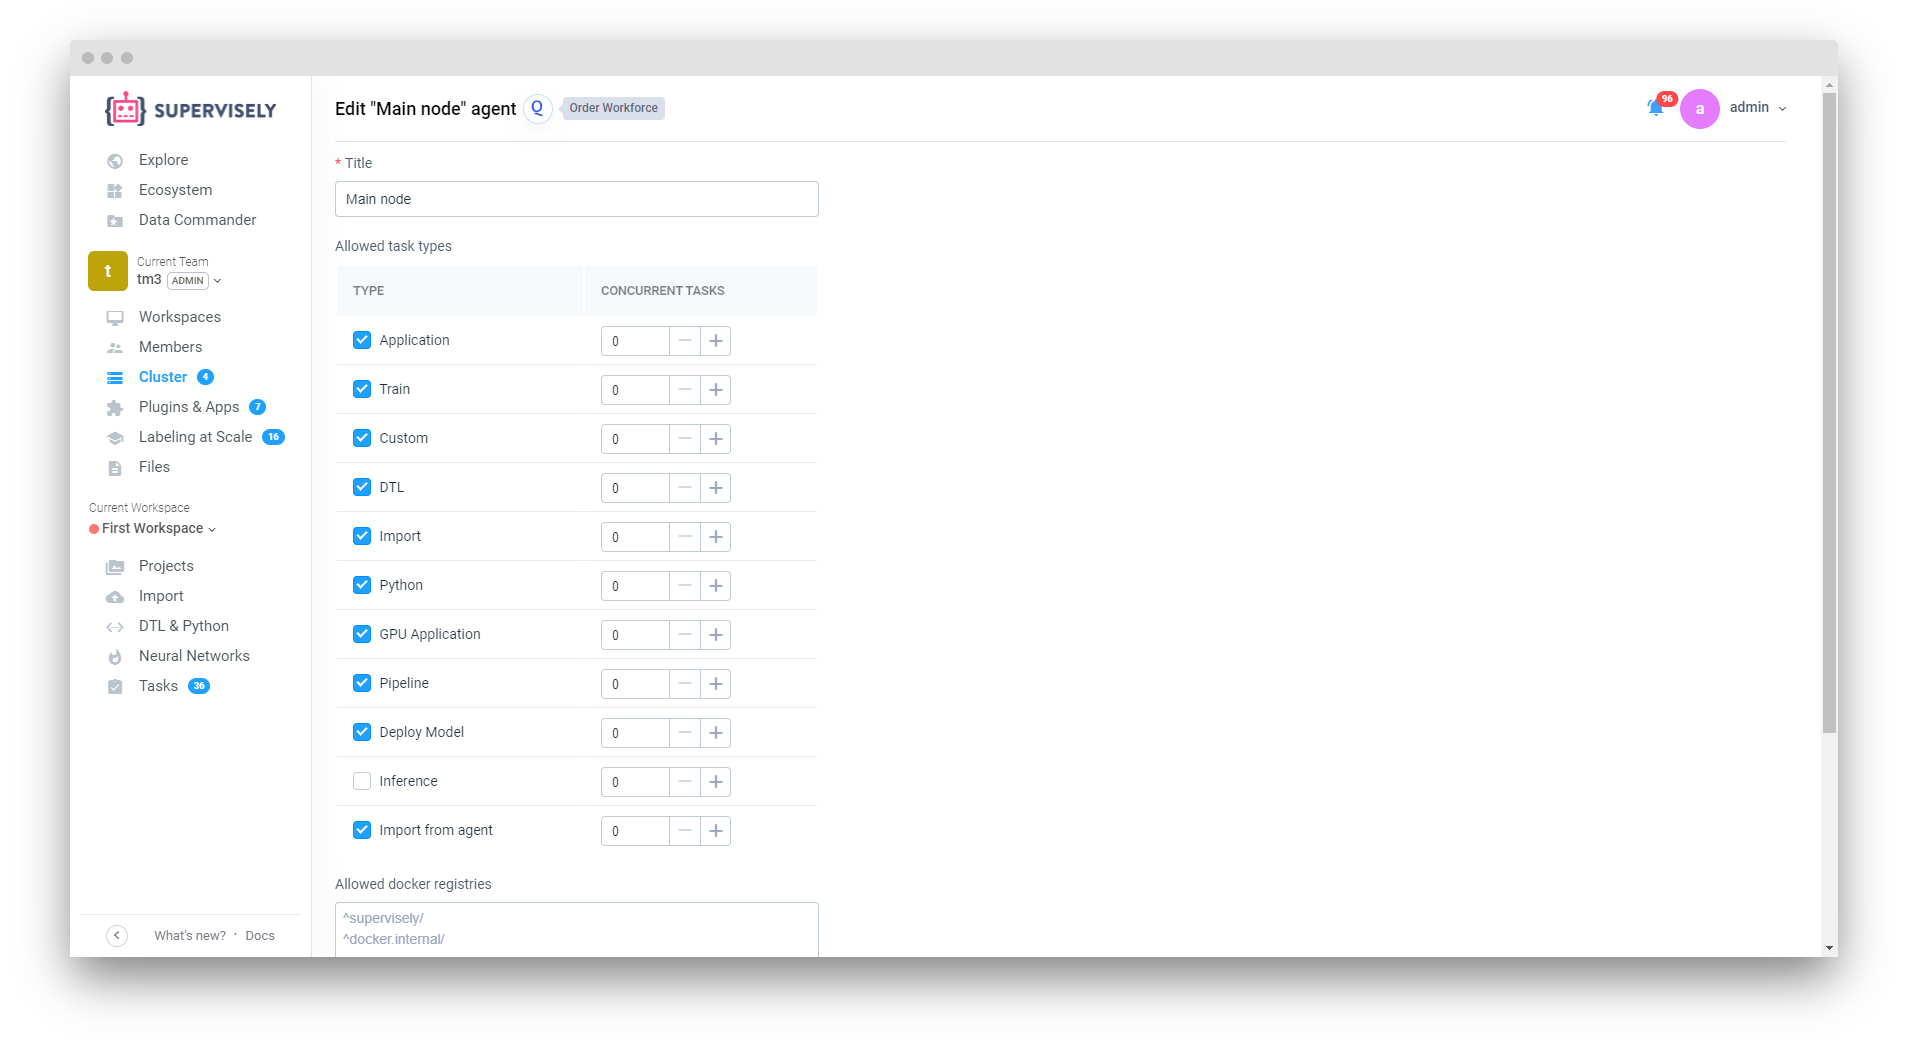 SUPERVISELY
Explore
Ecosystem
Data Commander
t
Current Team
tm3 ADMIN
Workspaces
Members
Cluster 4
Plugins & Apps 7
Labeling at Scale 16
Files
Current Workspace
First Workspace
Projects
Import
DTL & Python
Neural Networks
Tasks 36
What's new? · Docs
Edit "Main node" agent Q Order Workforce
96
a
admin
* Title
Main node
Allowed task types
TYPE CONCURRENT TASKS
Application 0
Train 0
Custom 0
DTL 0
Import 0
Python 0
GPU Application 0
Pipeline 0
Deploy Model 0
Inference 0
Import from agent 0
Allowed docker registries
^supervisely/
^docker.internal/